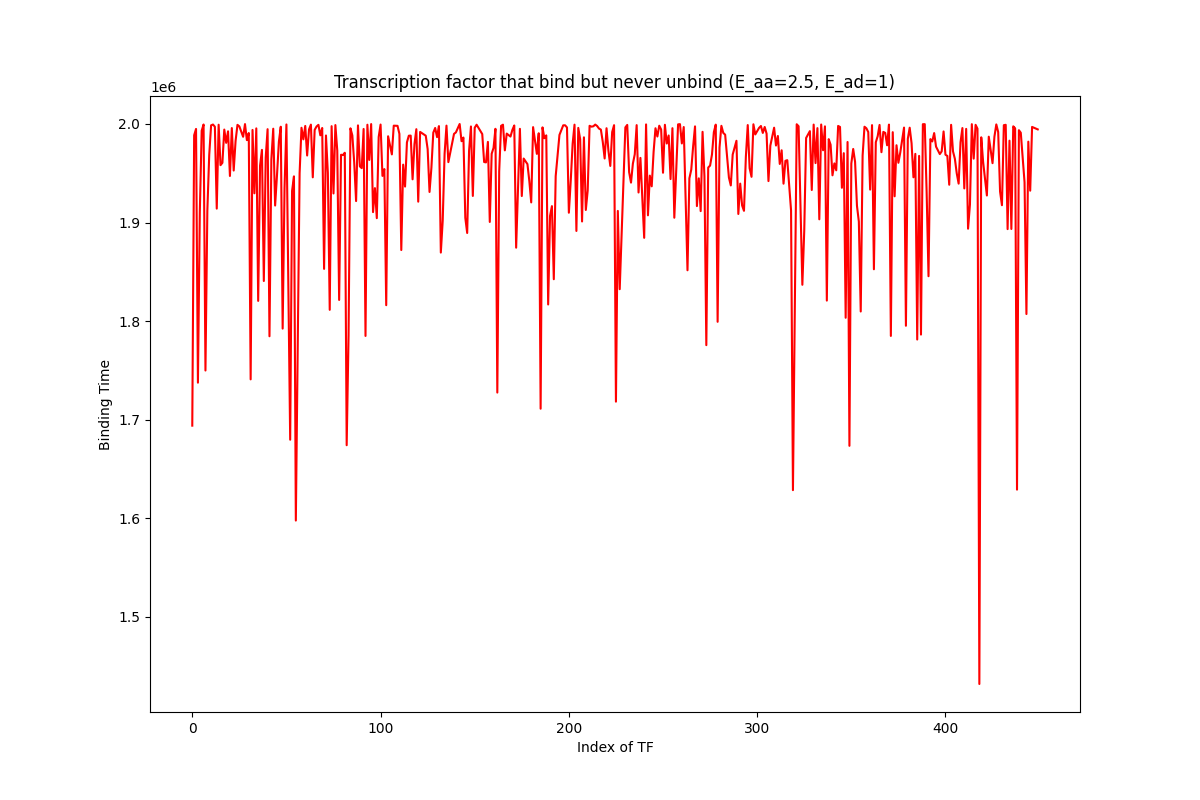 Transcription factor that bind but never unbind (E_aa=2.5, E_ad=1)
1e6
2.0
1.9
1.8
1.7
1.6
1.5
Binding Time
0 100 200 300 400
Index of TF